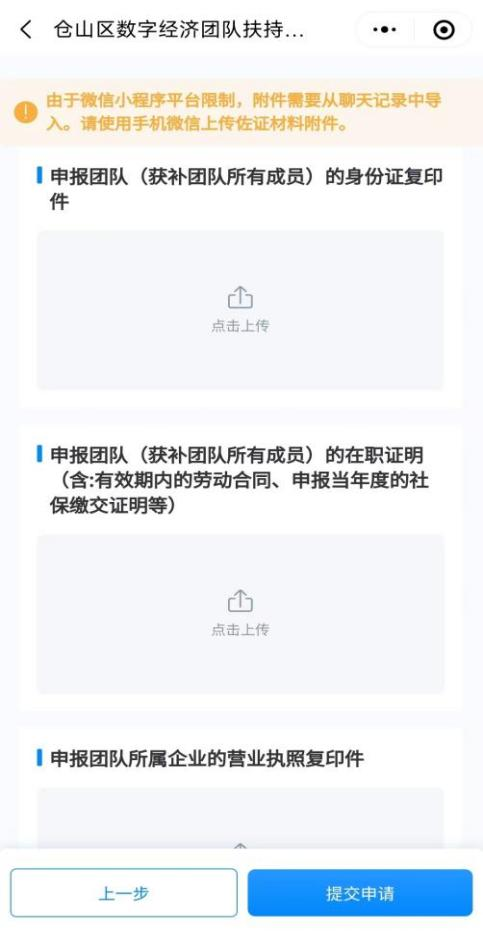 仓山区数字经济团队扶持...
由于微信小程序平台限制，附件需要从聊天记录中导
入。请使用手机微信上传佐证材料附件。
申报团队（获补团队所有成员）的身份证复印
件
点击上传
申报团队（获补团队所有成员）的在职证明
（含:有效期内的劳动合同、申报当年度的社
保缴交证明等）
点击上传
申报团队所属企业的营业执照复印件
上一步
提交申请